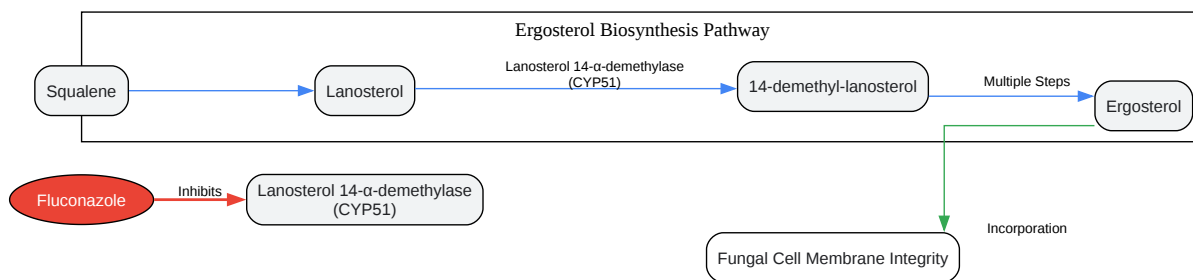 Ergosterol Biosynthesis Pathway
Squalene
Lanosterol
Lanosterol 14-α-demethylase
(CYP51)
14-demethyl-lanosterol
Multiple Steps
Ergosterol
Fluconazole
Inhibits
Lanosterol 14-α-demethylase
(CYP51)
Incorporation
Fungal Cell Membrane Integrity